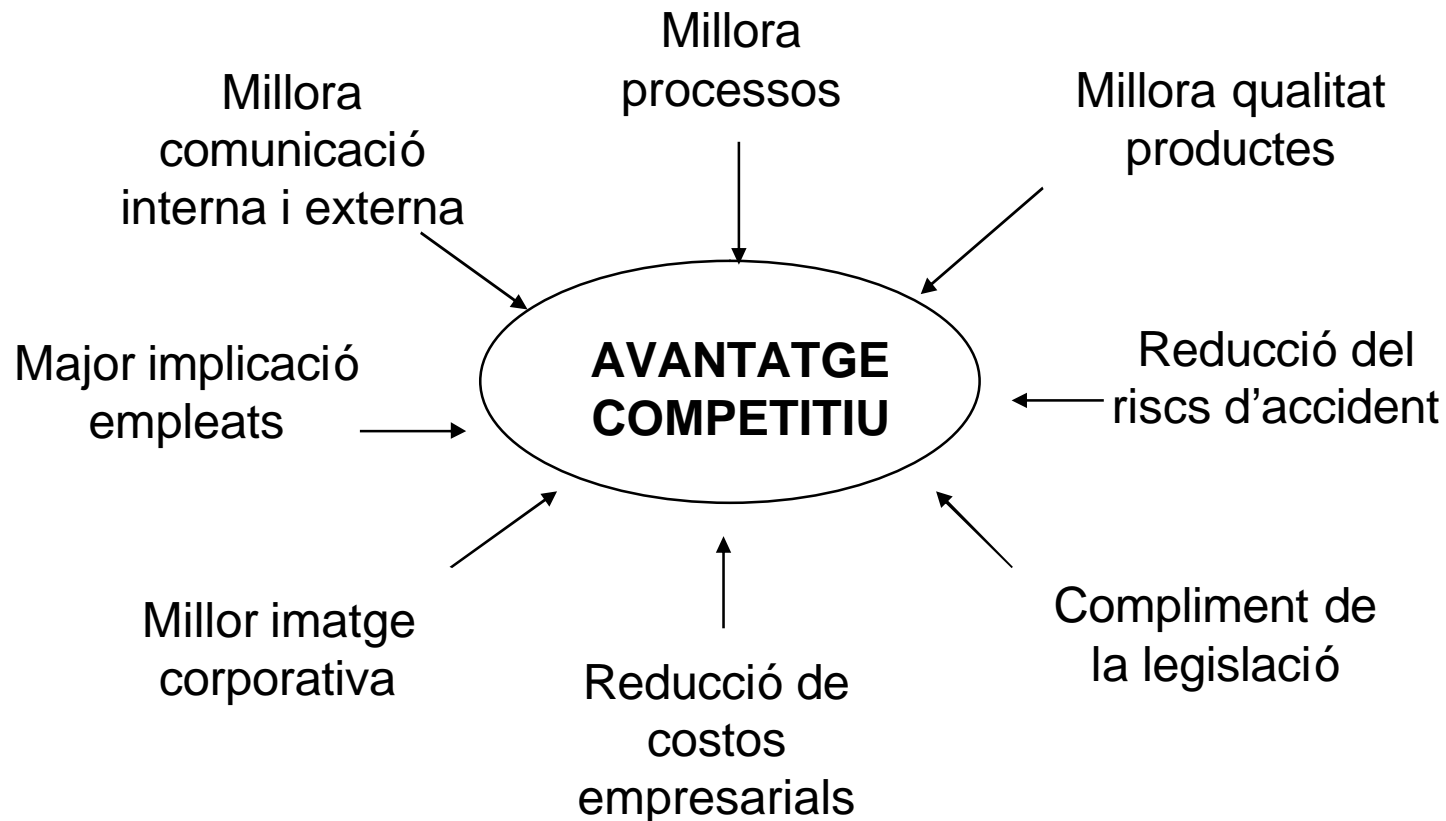 Millora
processos
Millora
comunicació
interna i externa
Millora qualitat
productes
Major implicació
empleats
AVANTATGE
COMPETITIU
Reducció del
riscs d’accident
Millor imatge
corporativa
Reducció de
costos
empresarials
Compliment de
la legislació